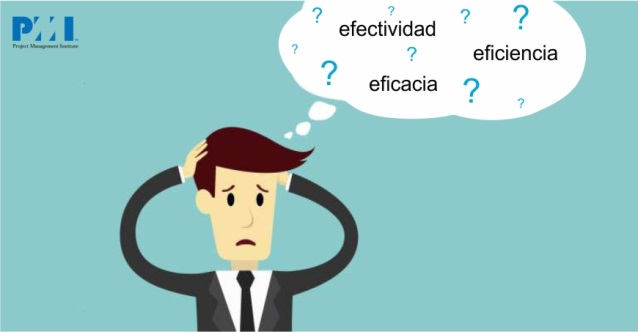 PMI
Project Management Institute
? ? ? ?
efectividad
? ? eficiencia
?
eficacia ?
?